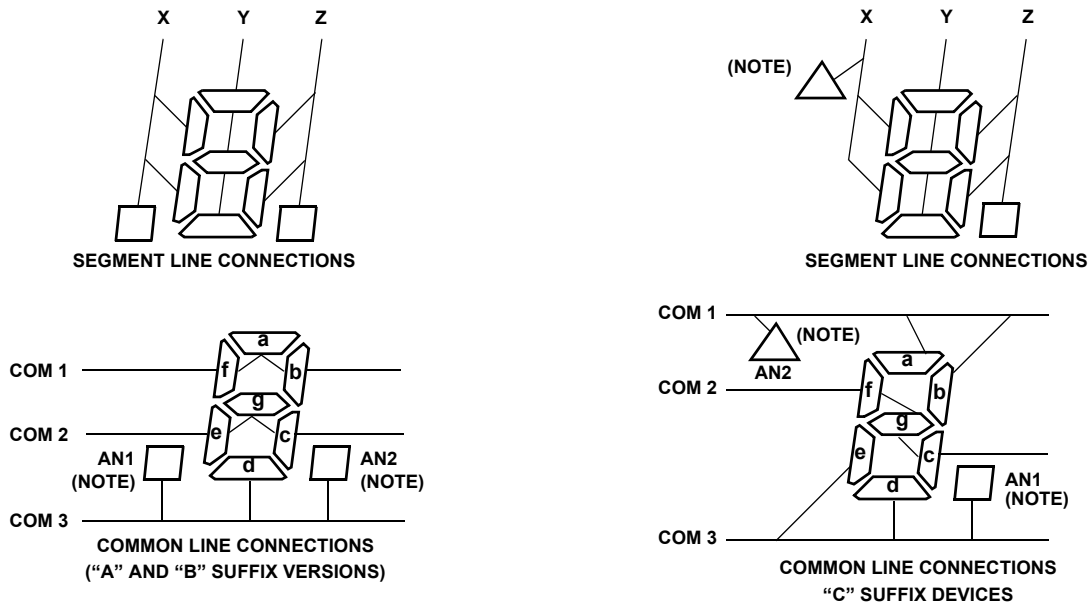 X Y Z
SEGMENT LINE CONNECTIONS
X Y Z
(NOTE)
SEGMENT LINE CONNECTIONS
a
COM 1 f b
g
COM 2 e c
AN1
(NOTE)
d
AN2
(NOTE)
COM 3
COMMON LINE CONNECTIONS
(“A” AND “B” SUFFIX VERSIONS)
COM 1
(NOTE)
AN2
a
COM 2 f b
g
e c
d
AN1
(NOTE)
COM 3
COMMON LINE CONNECTIONS
“C” SUFFIX DEVICES